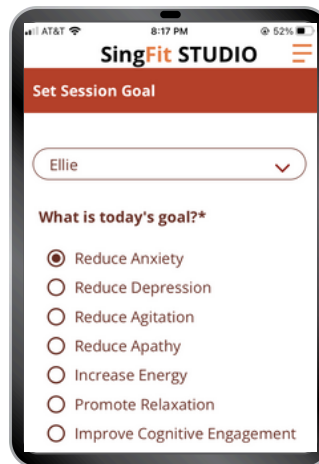 AT&T 8:17 PM 52%
SingFit STUDIO
Set Session Goal
Ellie
What is today's goal?*
Reduce Anxiety
Reduce Depression
Reduce Agitation
Reduce Apathy
Increase Energy
Promote Relaxation
Improve Cognitive Engagement